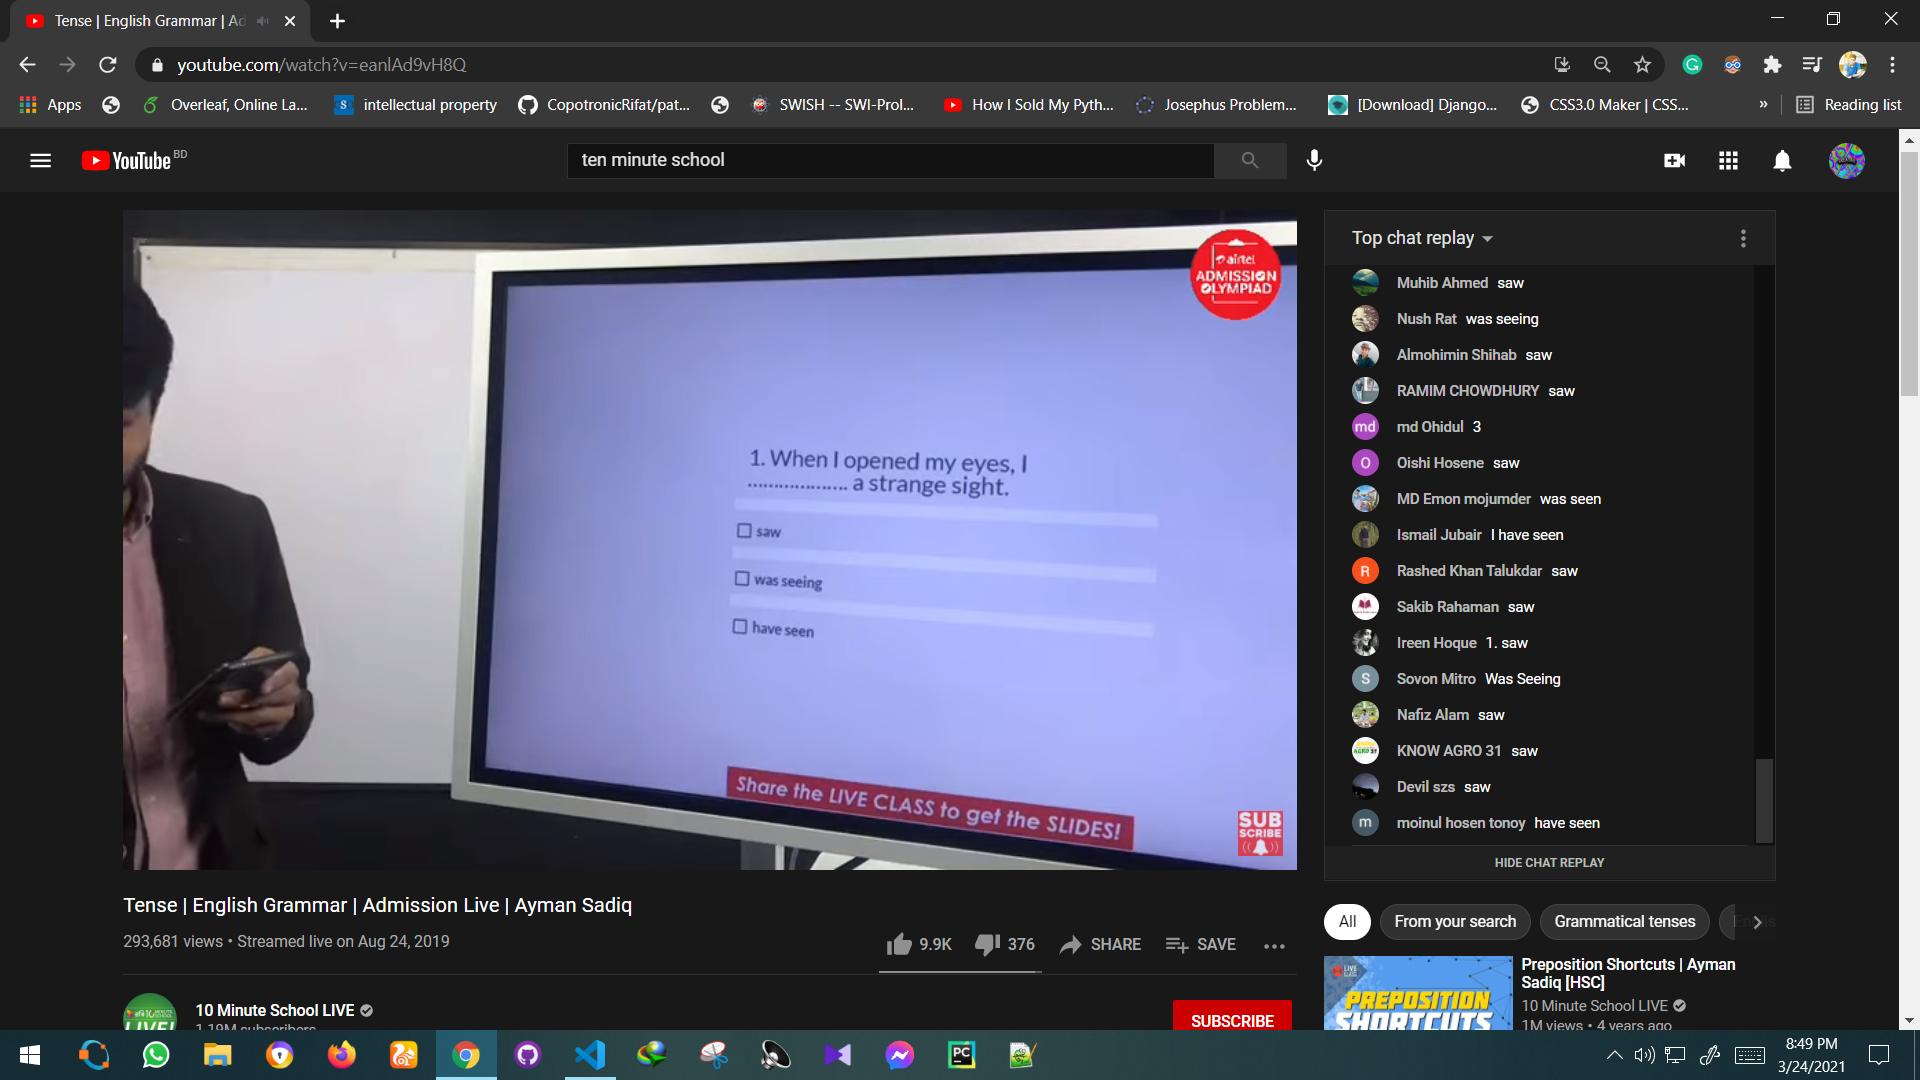 Tense | English Grammar | Ad
youtube.com/watch?v=eanlAd9vH8Q
Apps
Overleaf, Online La...
intellectual property
CopotronicRifat/pat...
SWISH -- SWI-Prol...
How I Sold My Pyth...
Josephus Problem...
[Download] Django...
CSS3.0 Maker | CSS...
»
Reading list
YouTube BD
ten minute school
airtel
ADMISSION
OLYMPIAD
1. When I opened my eyes, I
................... a strange sight.
saw
was seeing
have seen
Share the LIVE CLASS to get the SLIDES!
SUB
SCRIBE
Top chat replay
Muhib Ahmed saw
Nush Rat was seeing
Almohimin Shihab saw
RAMIM CHOWDHURY saw
md md Ohidul 3
O Oishi Hosene saw
MD Emon mojumder was seen
Ismail Jubair I have seen
R Rashed Khan Talukdar saw
Sakib Rahaman saw
Ireen Hoque 1. saw
S Sovon Mitro Was Seeing
Nafiz Alam saw
KNOW AGRO 31 saw
Devil szs saw
m moinul hosen tonoy have seen
HIDE CHAT REPLAY
Tense | English Grammar | Admission Live | Ayman Sadiq
293,681 views • Streamed live on Aug 24, 2019
9.9K
376
SHARE
SAVE
10 Minute School LIVE
1.19M subscribers
LIVE!
SUBSCRIBE
All
From your search
Grammatical tenses
LIVE
PREPOSITION
SHORTCUTS
Preposition Shortcuts | Ayman
Sadiq [HSC]
10 Minute School LIVE
1M views • 4 years ago
PC
8:49 PM
3/24/2021